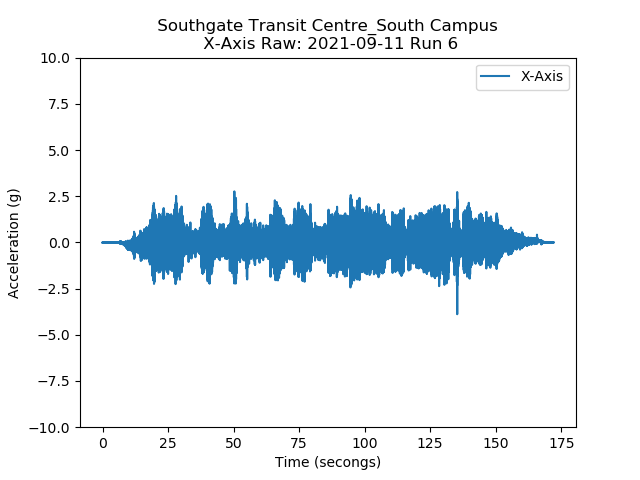 Southgate Transit Centre_South Campus
X-Axis Raw: 2021-09-11 Run 6
X-Axis
10.0
7.5
5.0
2.5
0.0
−2.5
−5.0
−7.5
−10.0
Acceleration (g)
0 25 50 75 100 125 150 175
Time (secongs)